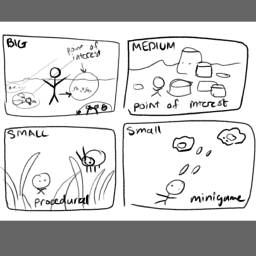 BIG
point of
interest
MEDIUM
point of interest
SMALL
procedural
Small
minigame